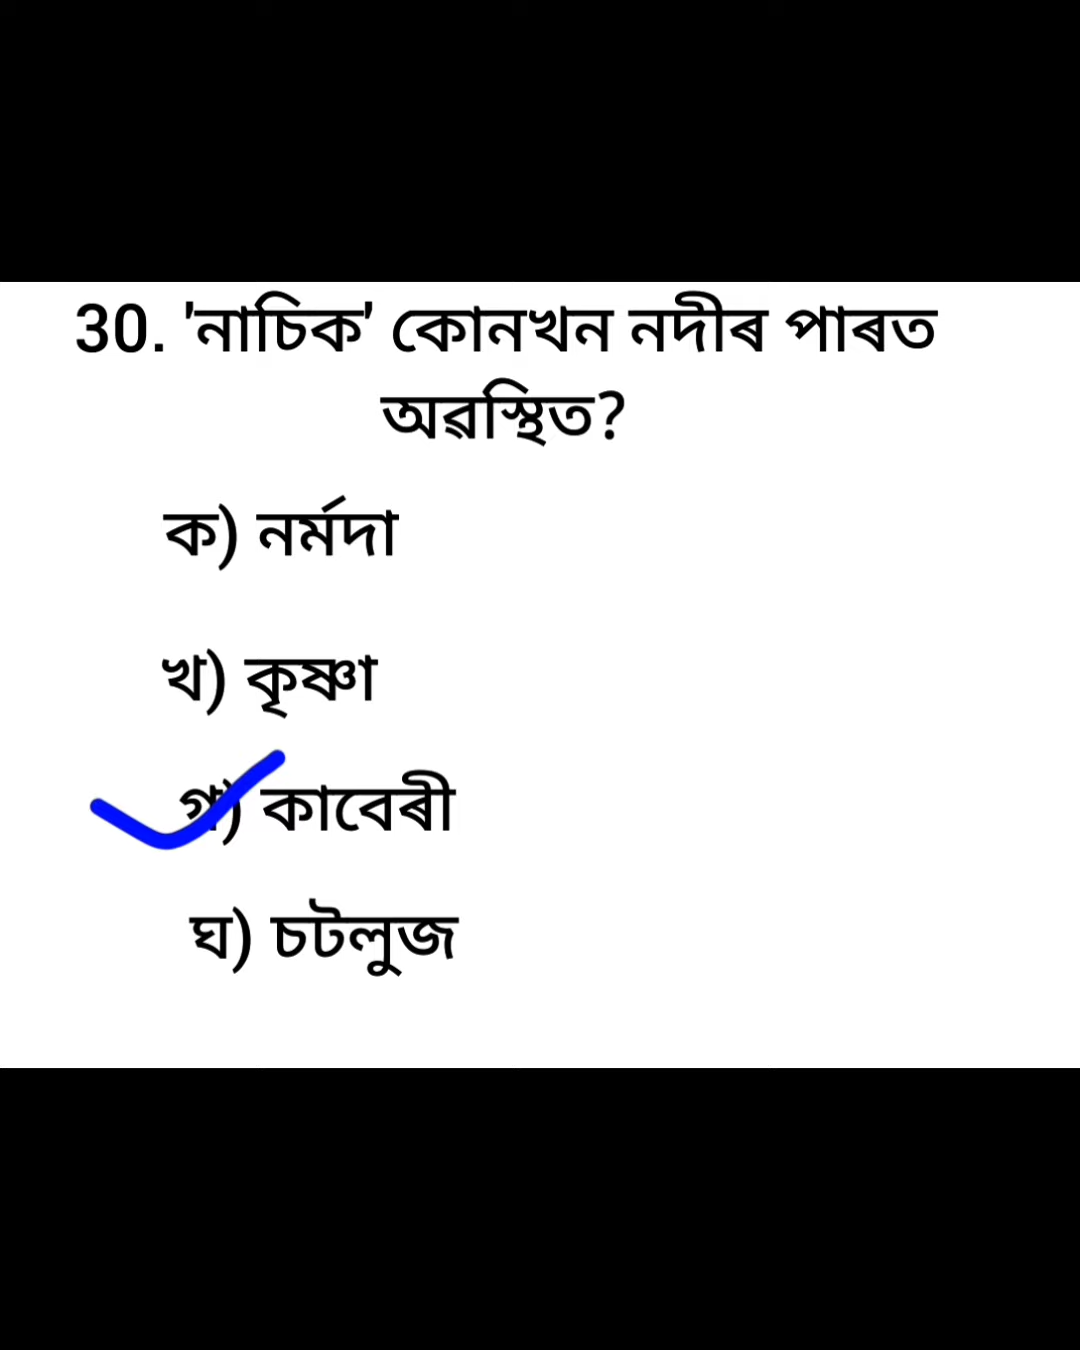 30. 'নাচিক' কোনখন নদীৰ পাৰত
অৱস্থিত?
ক) নৰ্মদা
খ) কৃষ্ণা
গ) কাবেৰী
ঘ) চটলুজ